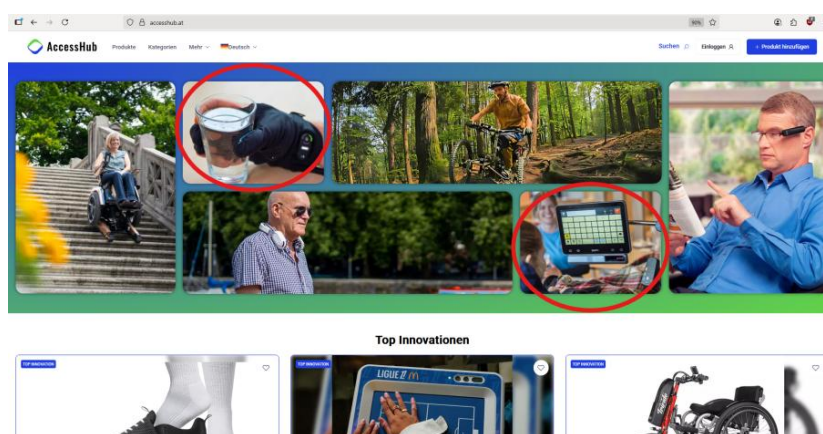 accesshub.at
90%
AccessHub Produkte Kategorien Mehr Deutsch Suchen Einloggen + Produkt hinzufügen
Top Innovationen
TOP INNOVATION
TOP INNOVATION
TOP INNOVATION
LIGUE 2